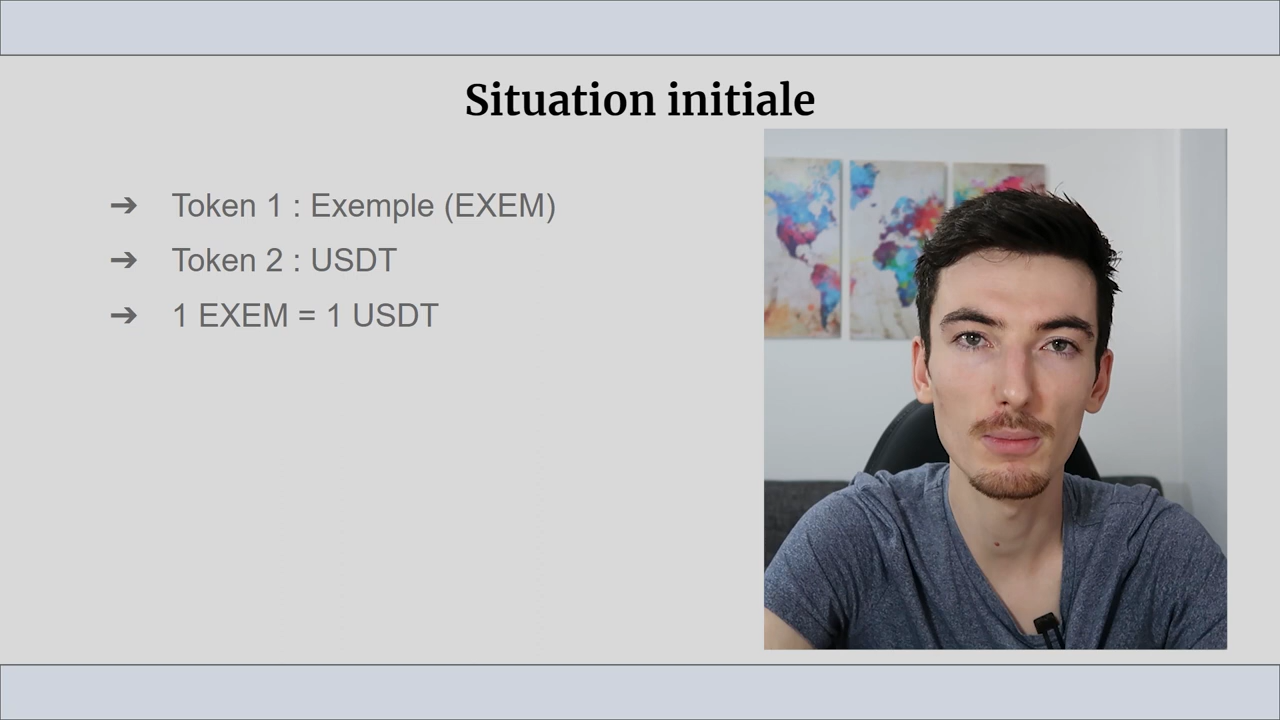 Situation initiale
➔ Token 1 : Exemple (EXEM)
➔ Token 2 : USDT
➔ 1 EXEM = 1 USDT